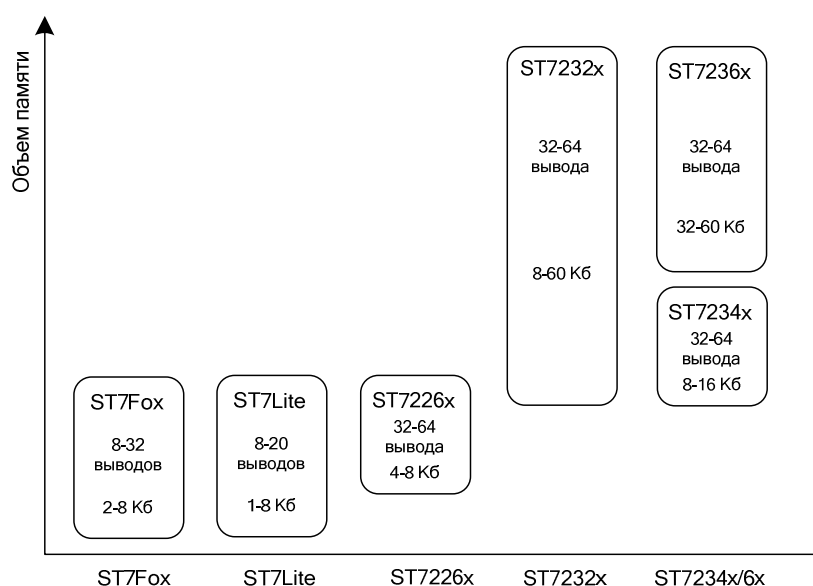 Объем памяти
ST7Fox
8-32
выводов
2-8 Кб
ST7Lite
8-20
выводов
1-8 Кб
ST7226x
32-64
вывода
4-8 Кб
ST7232x
32-64
вывода
8-60 Кб
ST7236x
32-64
вывода
32-60 Кб
ST7234x
32-64
вывода
8-16 Кб
ST7Fox
ST7Lite
ST7226x
ST7232x
ST7234x/6x